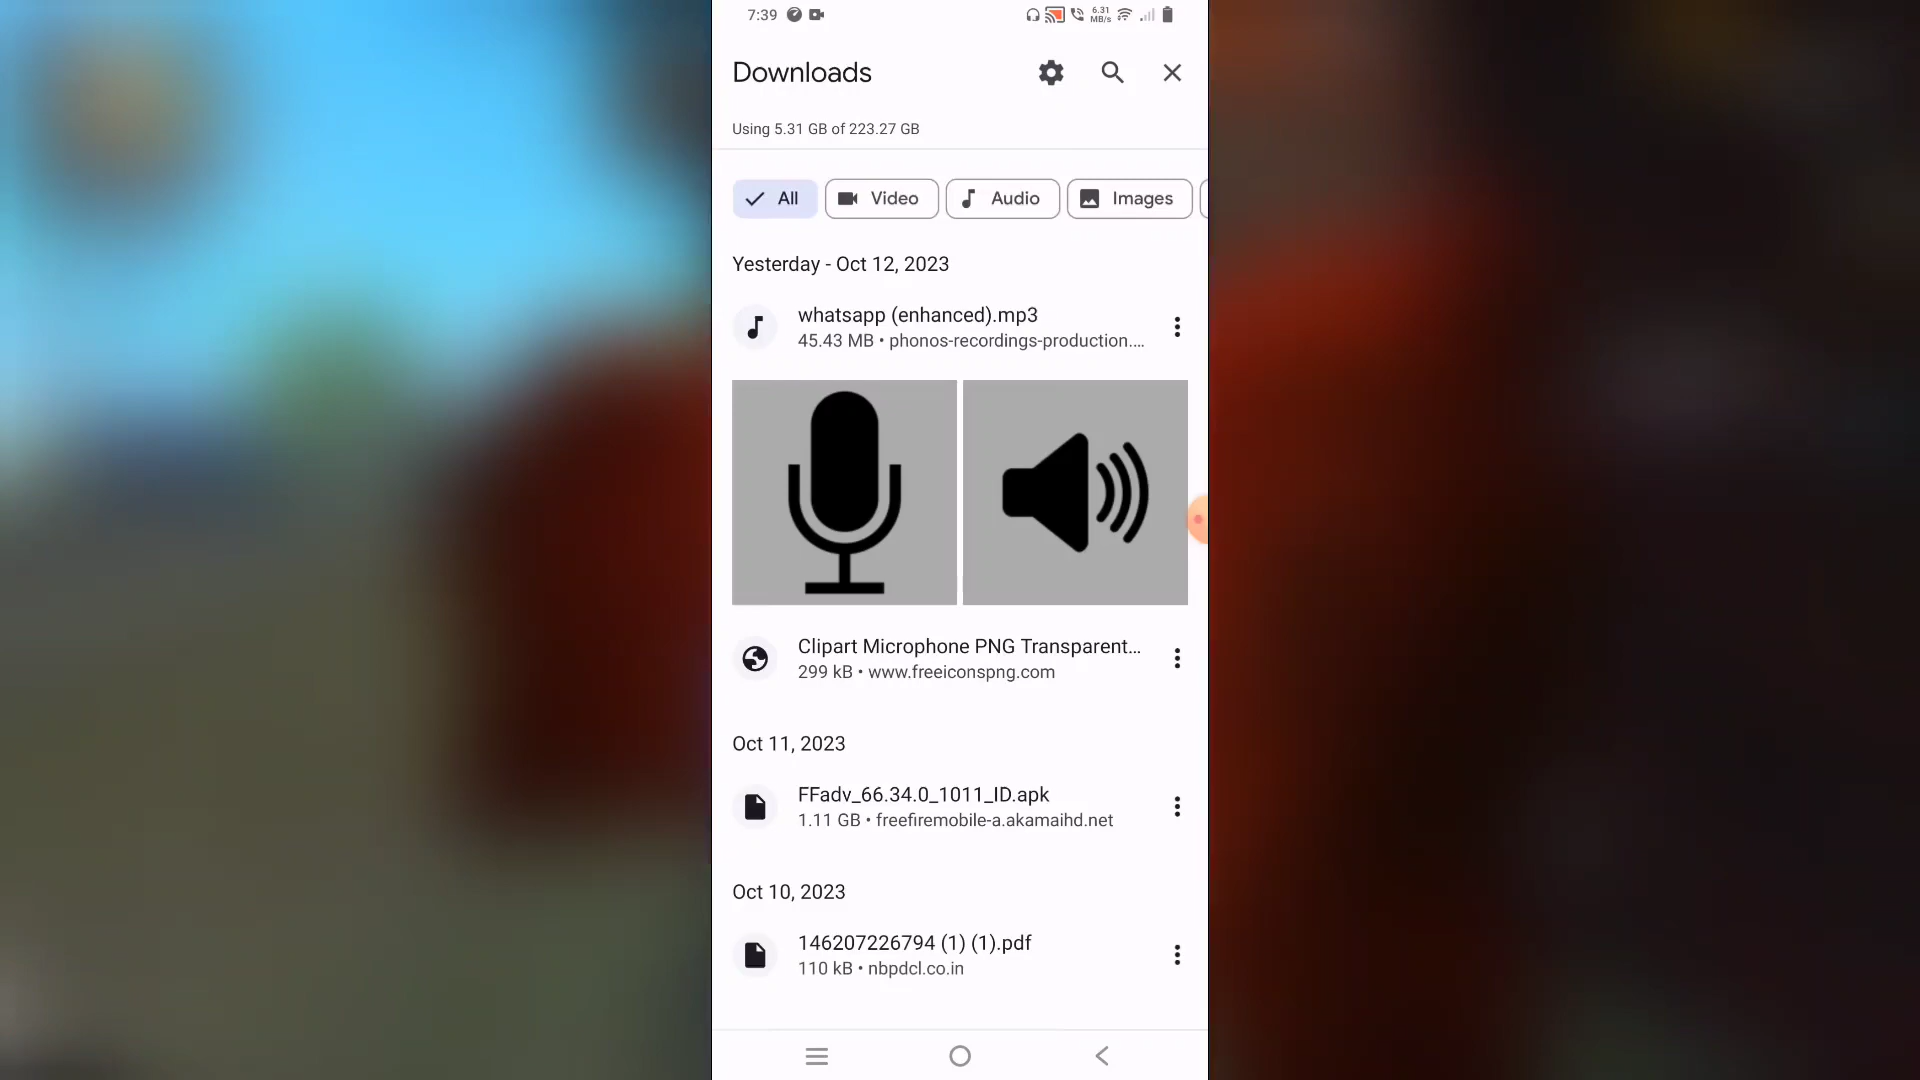 7:39
6.31
MB/s
Downloads
Using 5.31 GB of 223.27 GB
All
Video
Audio
Images
Yesterday - Oct 12, 2023
whatsapp (enhanced).mp3
45.43 MB • phonos-recordings-production....
Clipart Microphone PNG Transparent...
299 kB • www.freeiconspng.com
Oct 11, 2023
FFadv_66.34.0_1011_ID.apk
1.11 GB • freefiremobile-a.akamaihd.net
Oct 10, 2023
146207226794 (1) (1).pdf
110 kB • nbpdcl.co.in